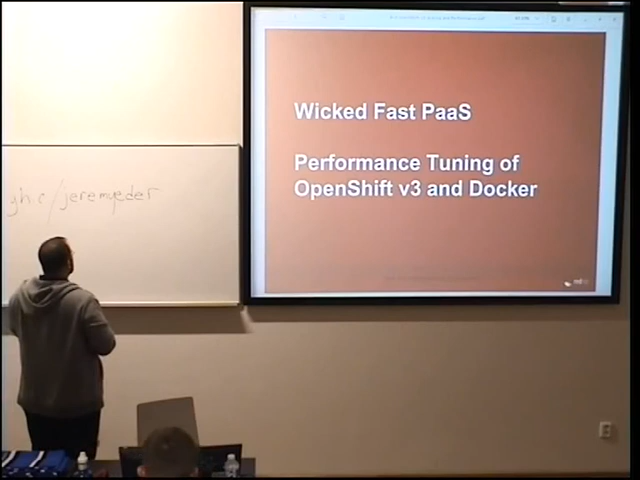 gh.c/jeremyeder
Wicked Fast PaaS
Performance Tuning of
OpenShift v3 and Docker